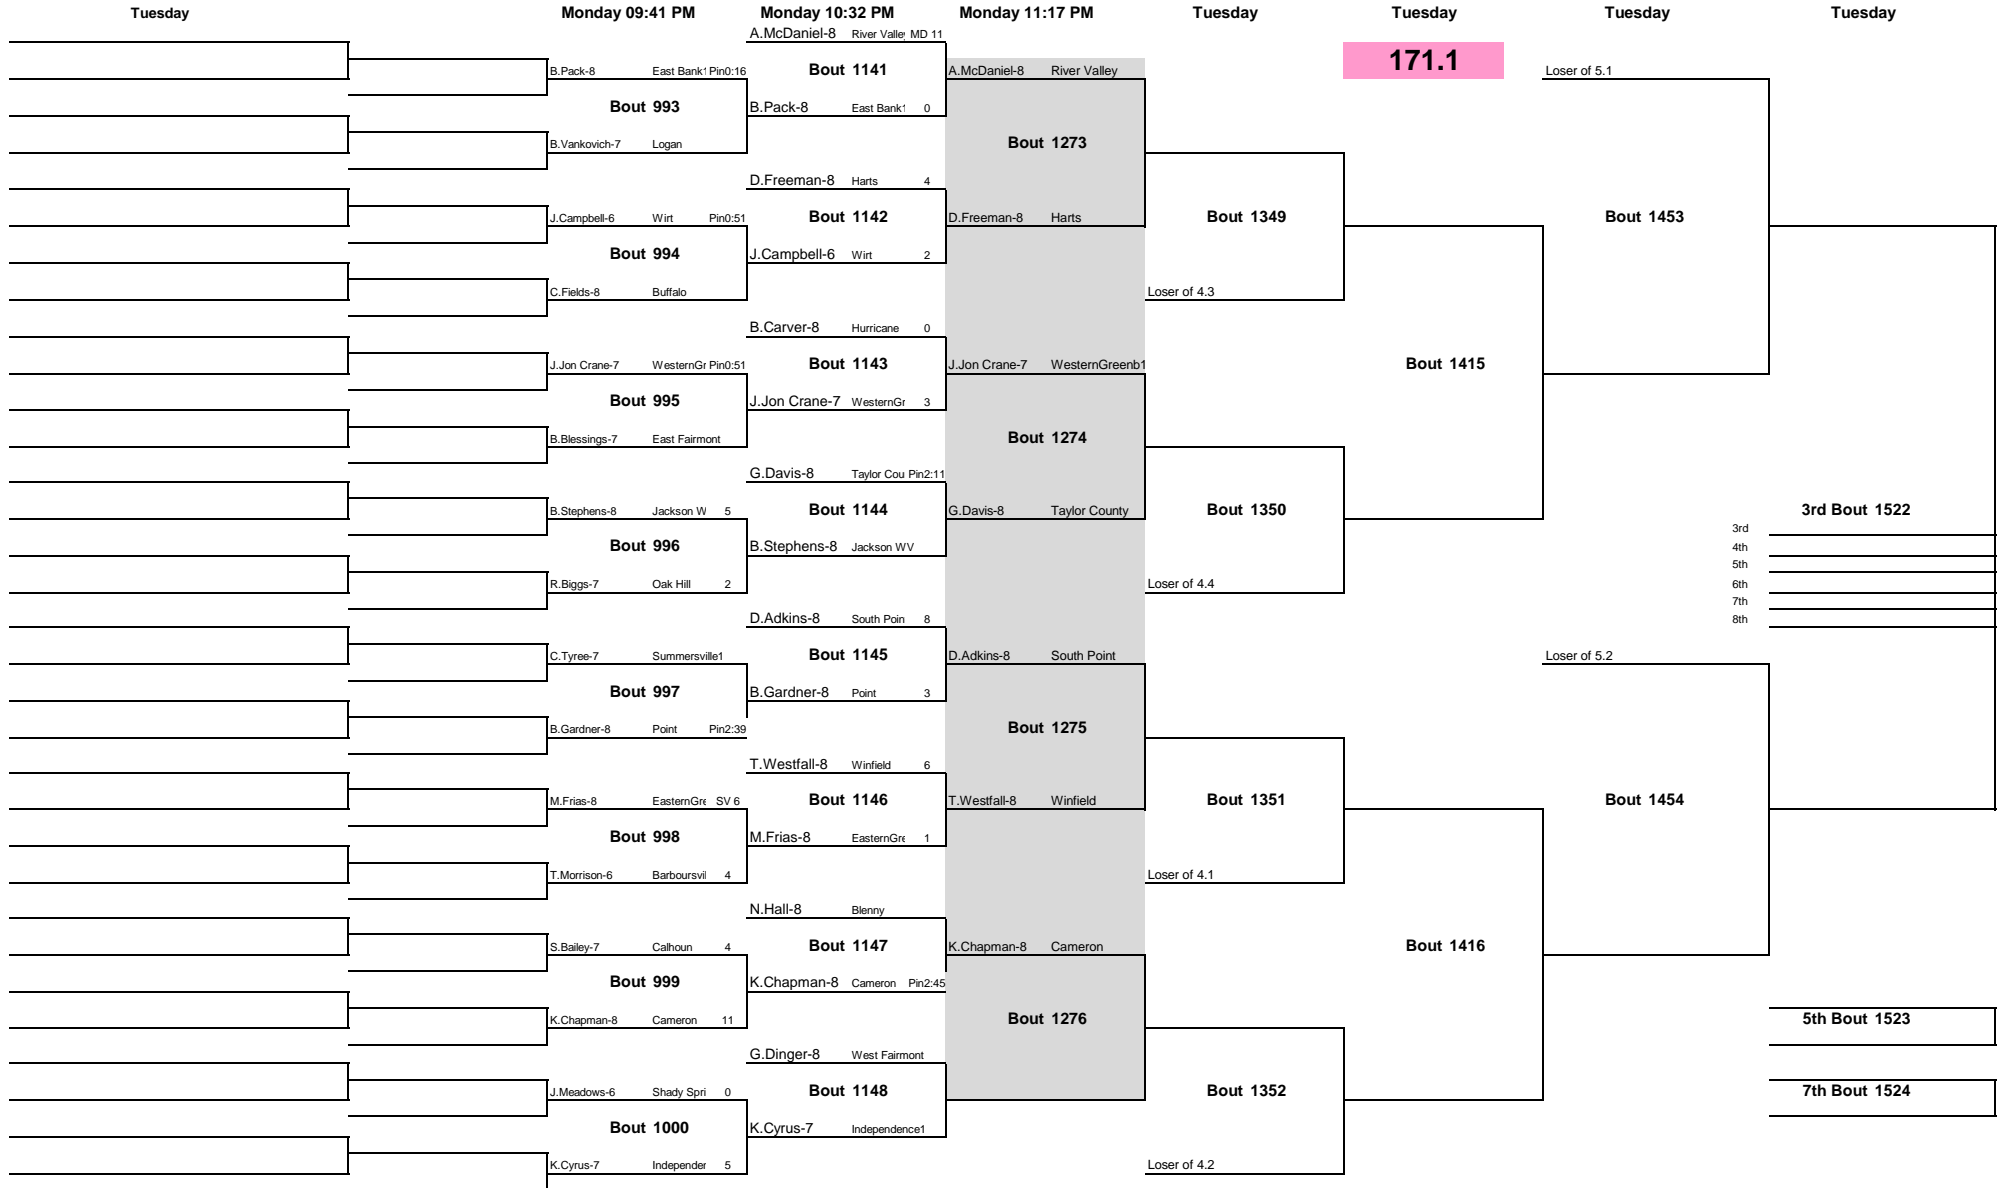 Tuesday Monday 09:41 PM Monday 10:32 PM Monday 11:17 PM Tuesday Tuesday Tuesday Tuesday
A.McDaniel-8 River Valle MD 11
171.1
B.Pack-8 East Bank1 Pin0:16 Bout 1141 A.McDaniel-8 River Valley Loser of 5.1
Bout 993 B.Pack-8 East Bank1 0
B.Vankovich-7 Logan Bout 1273
D.Freeman-8 Harts 4
J.Campbell-6 Wirt Pin0:51 Bout 1142 D.Freeman-8 Harts Bout 1349 Bout 1453
Bout 994 J.Campbell-6 Wirt 2
C.Fields-8 Buffalo Loser of 4.3
B.Carver-8 Hurricane 0
J.Jon Crane-7 WesternGr Pin0:51 Bout 1143 J.Jon Crane-7 WesternGreenb1 Bout 1415
Bout 995 J.Jon Crane-7 WesternGr 3
B.Blessings-7 East Fairmont Bout 1274
G.Davis-8 Taylor Cou Pin2:11
B.Stephens-8 Jackson W 5 Bout 1144 G.Davis-8 Taylor County Bout 1350 3rd Bout 1522
3rd
Bout 996 B.Stephens-8 Jackson WV 4th
5th
R.Biggs-7 Oak Hill 2 Loser of 4.4 6th
7th
D.Adkins-8 South Poin 8 8th
C.Tyree-7 Summersville1 Bout 1145 D.Adkins-8 South Point Loser of 5.2
Bout 997 B.Gardner-8 Point 3
B.Gardner-8 Point Pin2:39 Bout 1275
T.Westfall-8 Winfield 6
M.Frias-8 EasternGre SV 6 Bout 1146 T.Westfall-8 Winfield Bout 1351 Bout 1454
Bout 998 M.Frias-8 EasternGre 1
T.Morrison-6 Barboursvil 4 Loser of 4.1
N.Hall-8 Blenny
S.Bailey-7 Calhoun 4 Bout 1147 K.Chapman-8 Cameron Bout 1416
Bout 999 K.Chapman-8 Cameron Pin2:45
K.Chapman-8 Cameron 11 Bout 1276 5th Bout 1523
G.Dinger-8 West Fairmont
J.Meadows-6 Shady Spri 0 Bout 1148 Bout 1352 7th Bout 1524
Bout 1000 K.Cyrus-7 Independence1
K.Cyrus-7 Independer 5 Loser of 4.2